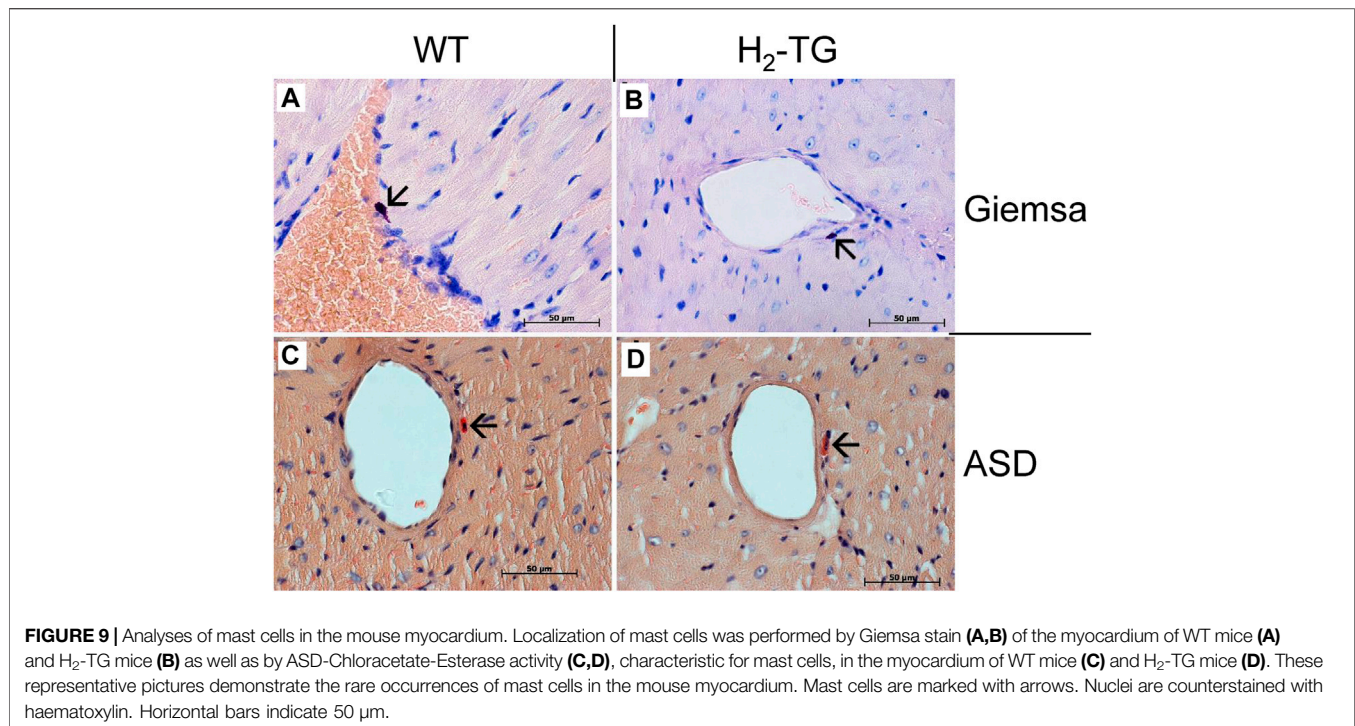 WT
H₂-TG
A
B
Giemsa
50 µm
50 µm
C
D
ASD
50 µm
50 µm
FIGURE 9 | Analyses of mast cells in the mouse myocardium. Localization of mast cells was performed by Giemsa stain (A,B) of the myocardium of WT mice (A)
and H₂-TG mice (B) as well as by ASD-Chloracetate-Esterase activity (C,D), characteristic for mast cells, in the myocardium of WT mice (C) and H₂-TG mice (D). These
representative pictures demonstrate the rare occurrences of mast cells in the mouse myocardium. Mast cells are marked with arrows. Nuclei are counterstained with
haematoxylin. Horizontal bars indicate 50 µm.